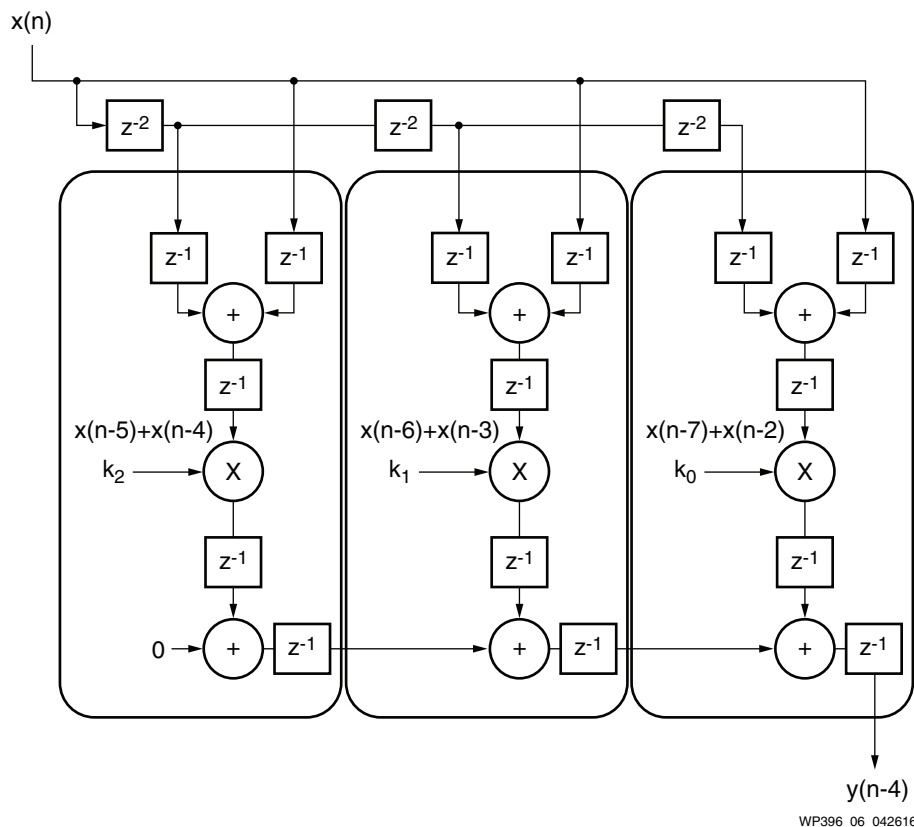 x(n)
z-2 z-2 z-2
z-1 z-1 z-1 z-1 z-1 z-1
+ + +
z-1 z-1 z-1
x(n-5)+x(n-4) x(n-6)+x(n-3) x(n-7)+x(n-2)
k2 X k1 X k0 X
z-1 z-1 z-1
0 + z-1 + z-1 + z-1
y(n-4)
WP396_06_042616